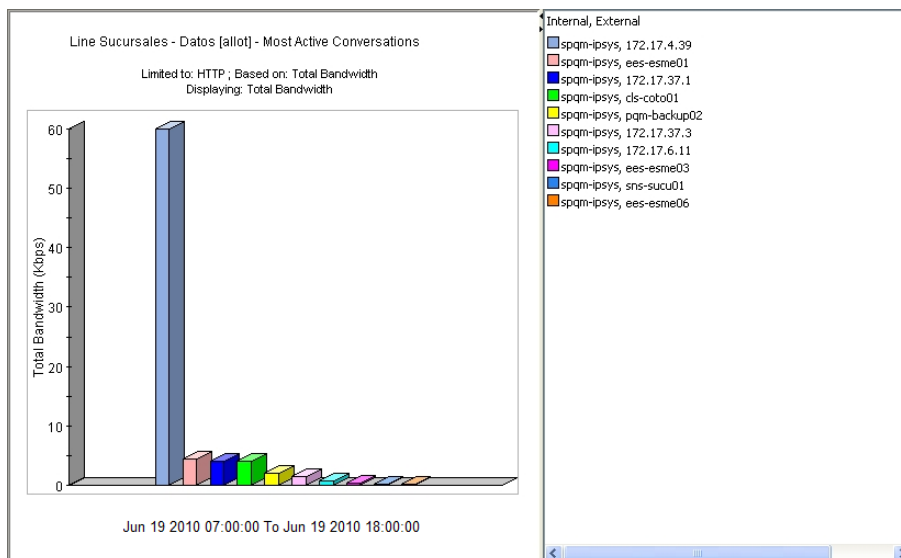 Line Sucursales - Datos [allot] - Most Active Conversations
Limited to: HTTP ; Based on: Total Bandwidth
Displaying: Total Bandwidth
Total Bandwidth (Kbps)
60
50
40
30
20
10
0
Jun 19 2010 07:00:00 To Jun 19 2010 18:00:00
Internal, External
spqm-ipsys, 172.17.4.39
spqm-ipsys, ees-esme01
spqm-ipsys, 172.17.37.1
spqm-ipsys, cls-coto01
spqm-ipsys, pqm-backup02
spqm-ipsys, 172.17.37.3
spqm-ipsys, 172.17.6.11
spqm-ipsys, ees-esme03
spqm-ipsys, sns-sucu01
spqm-ipsys, ees-esme06